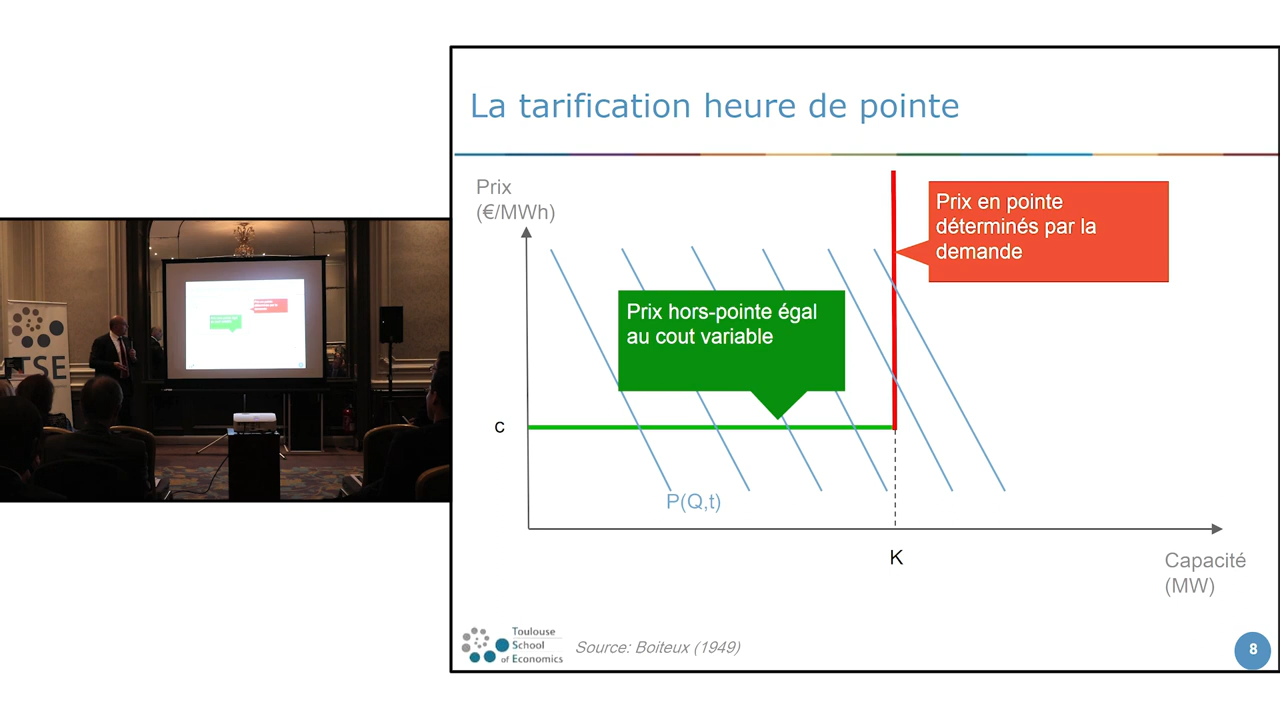 La tarification heure de pointe
Prix
(€/MWh)
Prix en pointe
déterminés par la
demande
Prix hors-pointe égal
au cout variable
c
P(Q,t)
K
Capacité
(MW)
Toulouse
School
of Economics
Source: Boiteux (1949)
8
TSE